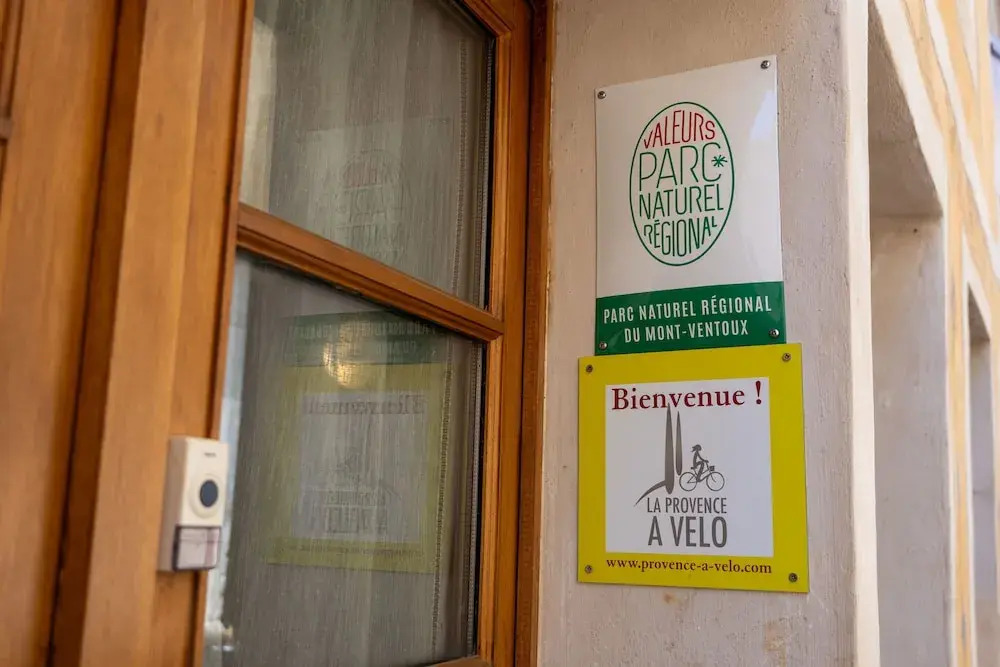 VALEURS
PARC
NATUREL
RÉGIONAL
PARC NATUREL RÉGIONAL
DU MONT-VENTOUX
Bienvenue !
LA PROVENCE
A VELO
www.provence-a-velo.com